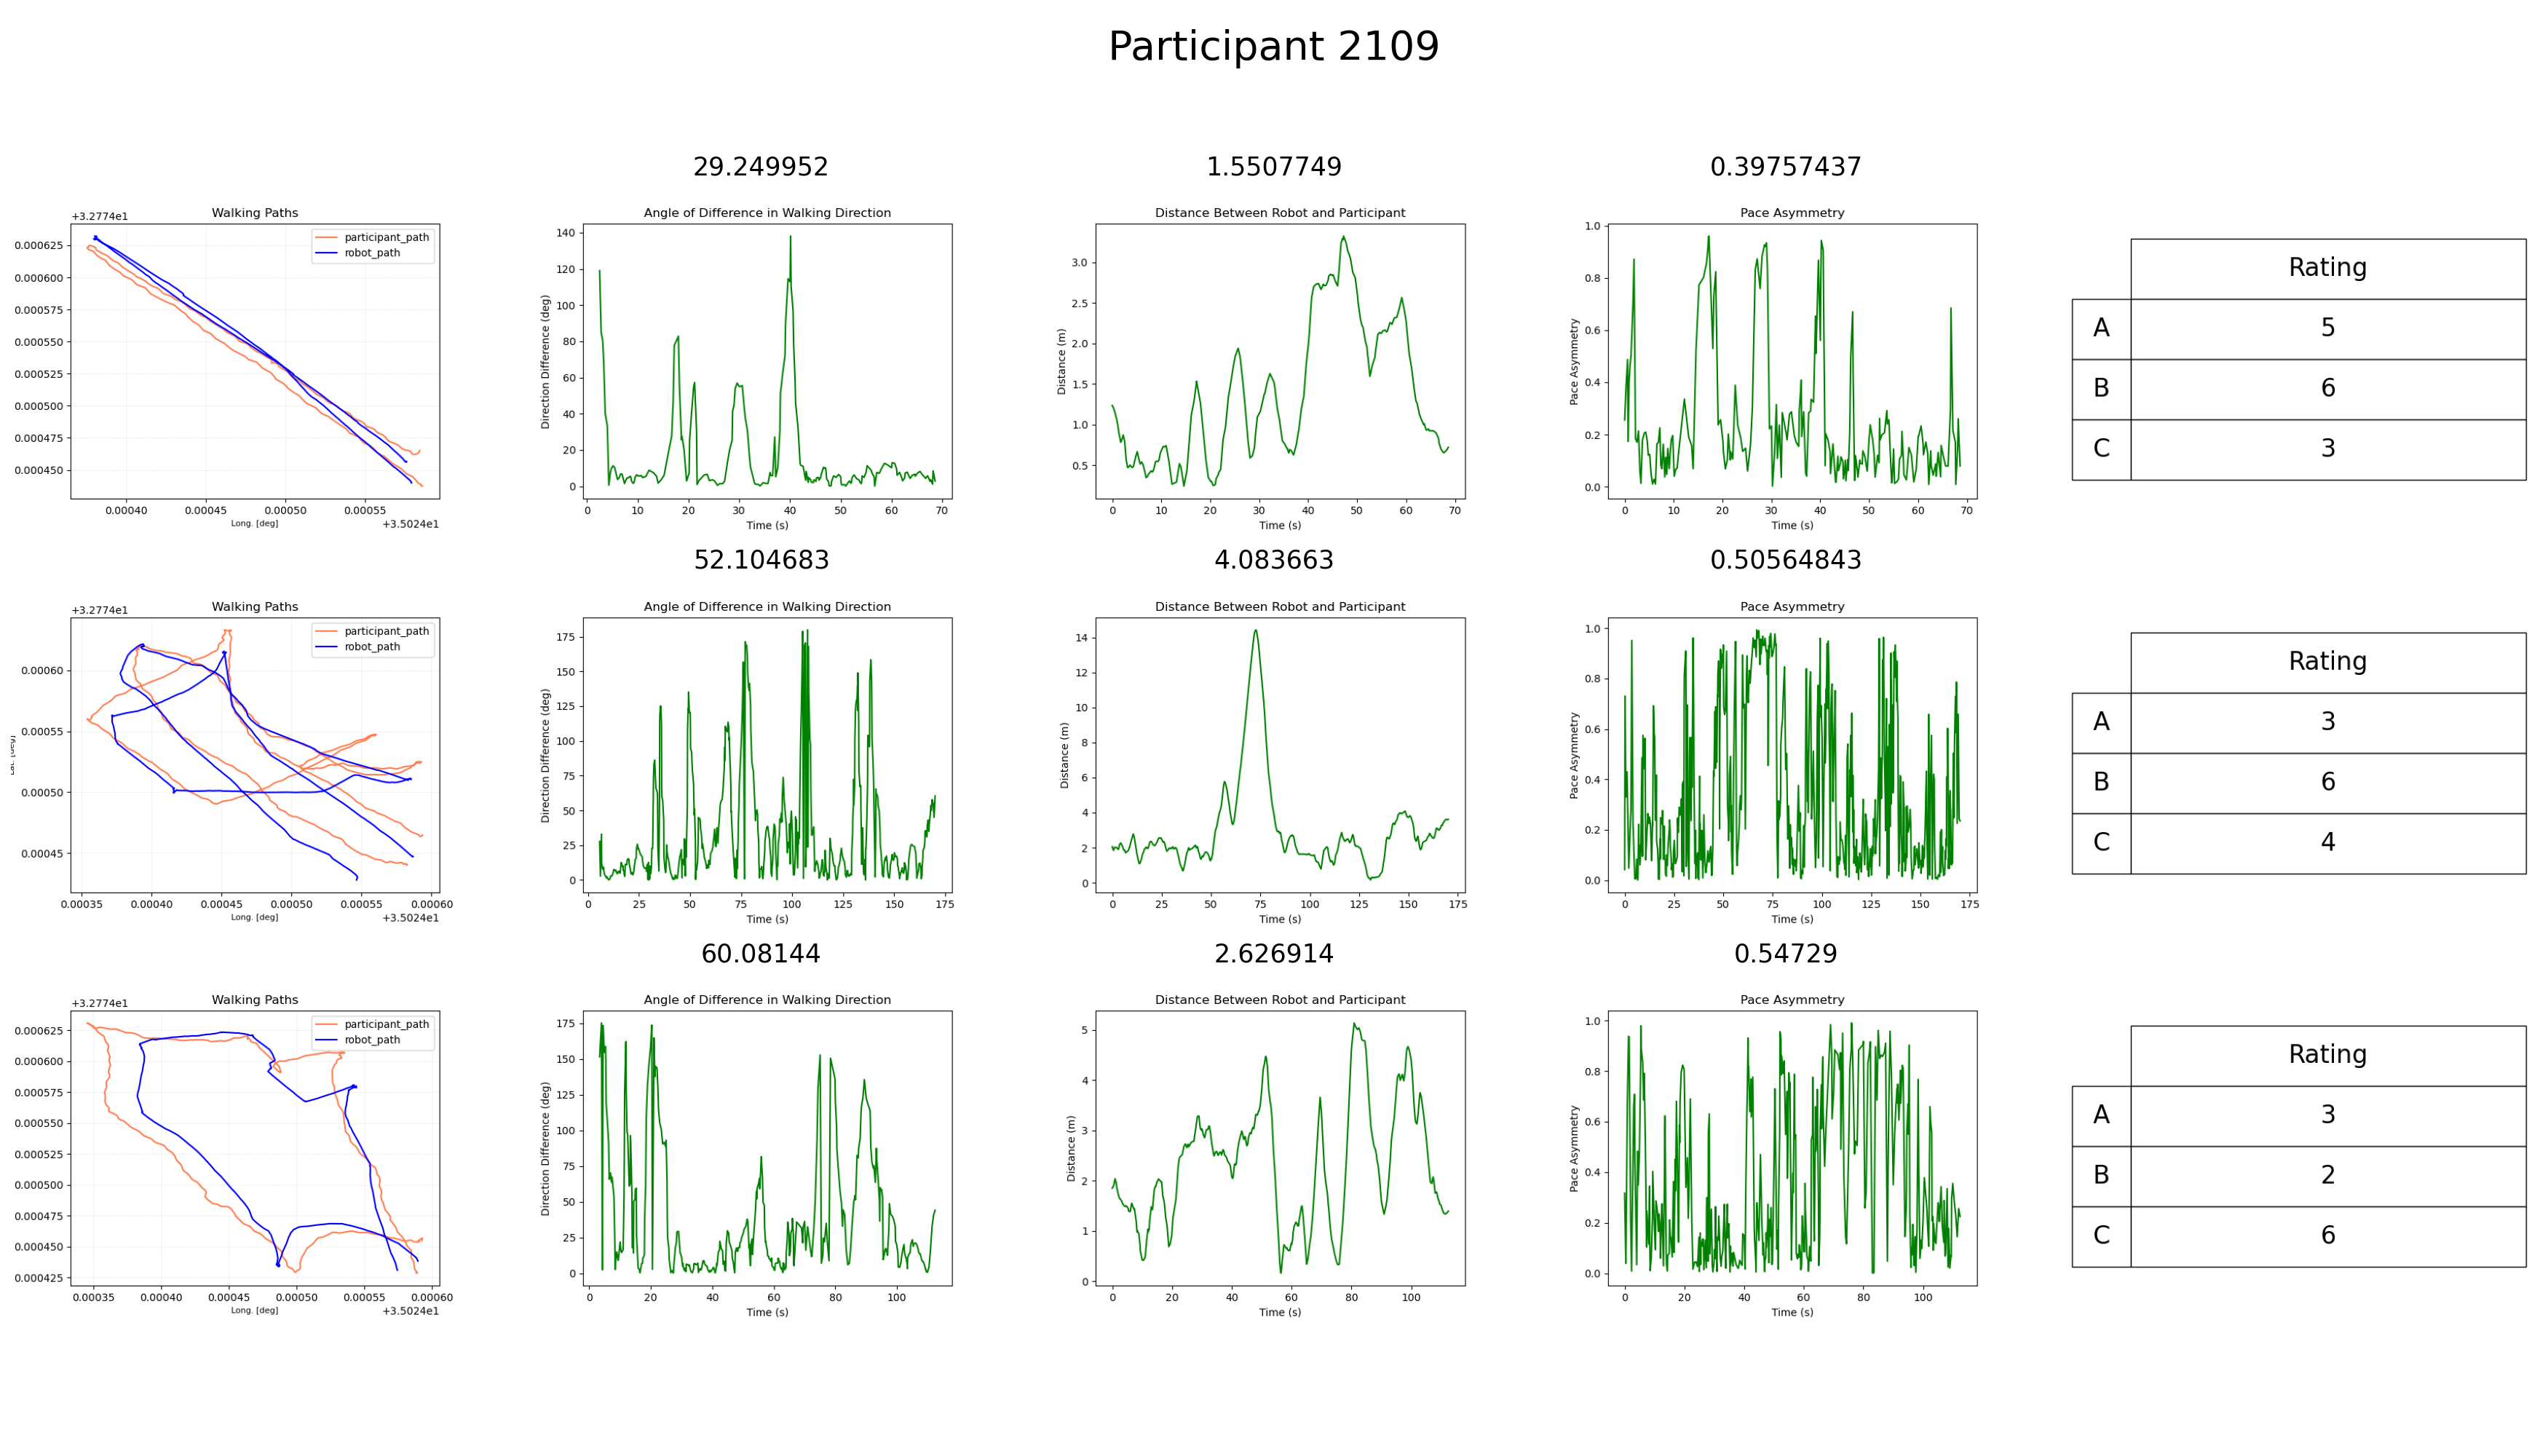 Participant 2109
29.249952
1.5507749
0.39757437
Walking Paths
+3.2774e1
participant_path
robot_path
0.000625
0.000600
0.000575
0.000550
0.000525
0.000500
0.000475
0.000450
0.00040 0.00045 0.00050 0.00055
Long. [deg]
+3.5024e1
Angle of Difference in Walking Direction
Direction Difference (deg)
140
120
100
80
60
40
20
0
0 10 20 30 40 50 60 70
Time (s)
Distance Between Robot and Participant
Distance (m)
3.0
2.5
2.0
1.5
1.0
0.5
0 10 20 30 40 50 60 70
Time (s)
Pace Asymmetry
Pace Asymmetry
1.0
0.8
0.6
0.4
0.2
0.0
0 10 20 30 40 50 60 70
Time (s)
Rating
A 5
B 6
C 3
52.104683
4.083663
0.50564843
Walking Paths
+3.2774e1
participant_path
robot_path
0.00060
0.00055
0.00050
0.00045
0.00035 0.00040 0.00045 0.00050 0.00055 0.00060
Long. [deg]
+3.5024e1
Angle of Difference in Walking Direction
Direction Difference (deg)
175
150
125
100
75
50
25
0
0 25 50 75 100 125 150 175
Time (s)
Distance Between Robot and Participant
Distance (m)
14
12
10
8
6
4
2
0
0 25 50 75 100 125 150 175
Time (s)
Pace Asymmetry
Pace Asymmetry
1.0
0.8
0.6
0.4
0.2
0.0
0 25 50 75 100 125 150 175
Time (s)
Rating
A 3
B 6
C 4
60.08144
2.626914
0.54729
Walking Paths
+3.2774e1
participant_path
robot_path
0.000625
0.000600
0.000575
0.000550
0.000525
0.000500
0.000475
0.000450
0.000425
0.00035 0.00040 0.00045 0.00050 0.00055 0.00060
Long. [deg]
+3.5024e1
Angle of Difference in Walking Direction
Direction Difference (deg)
175
150
125
100
75
50
25
0
0 20 40 60 80 100
Time (s)
Distance Between Robot and Participant
Distance (m)
5
4
3
2
1
0
0 20 40 60 80 100
Time (s)
Pace Asymmetry
Pace Asymmetry
1.0
0.8
0.6
0.4
0.2
0.0
0 20 40 60 80 100
Time (s)
Rating
A 3
B 2
C 6